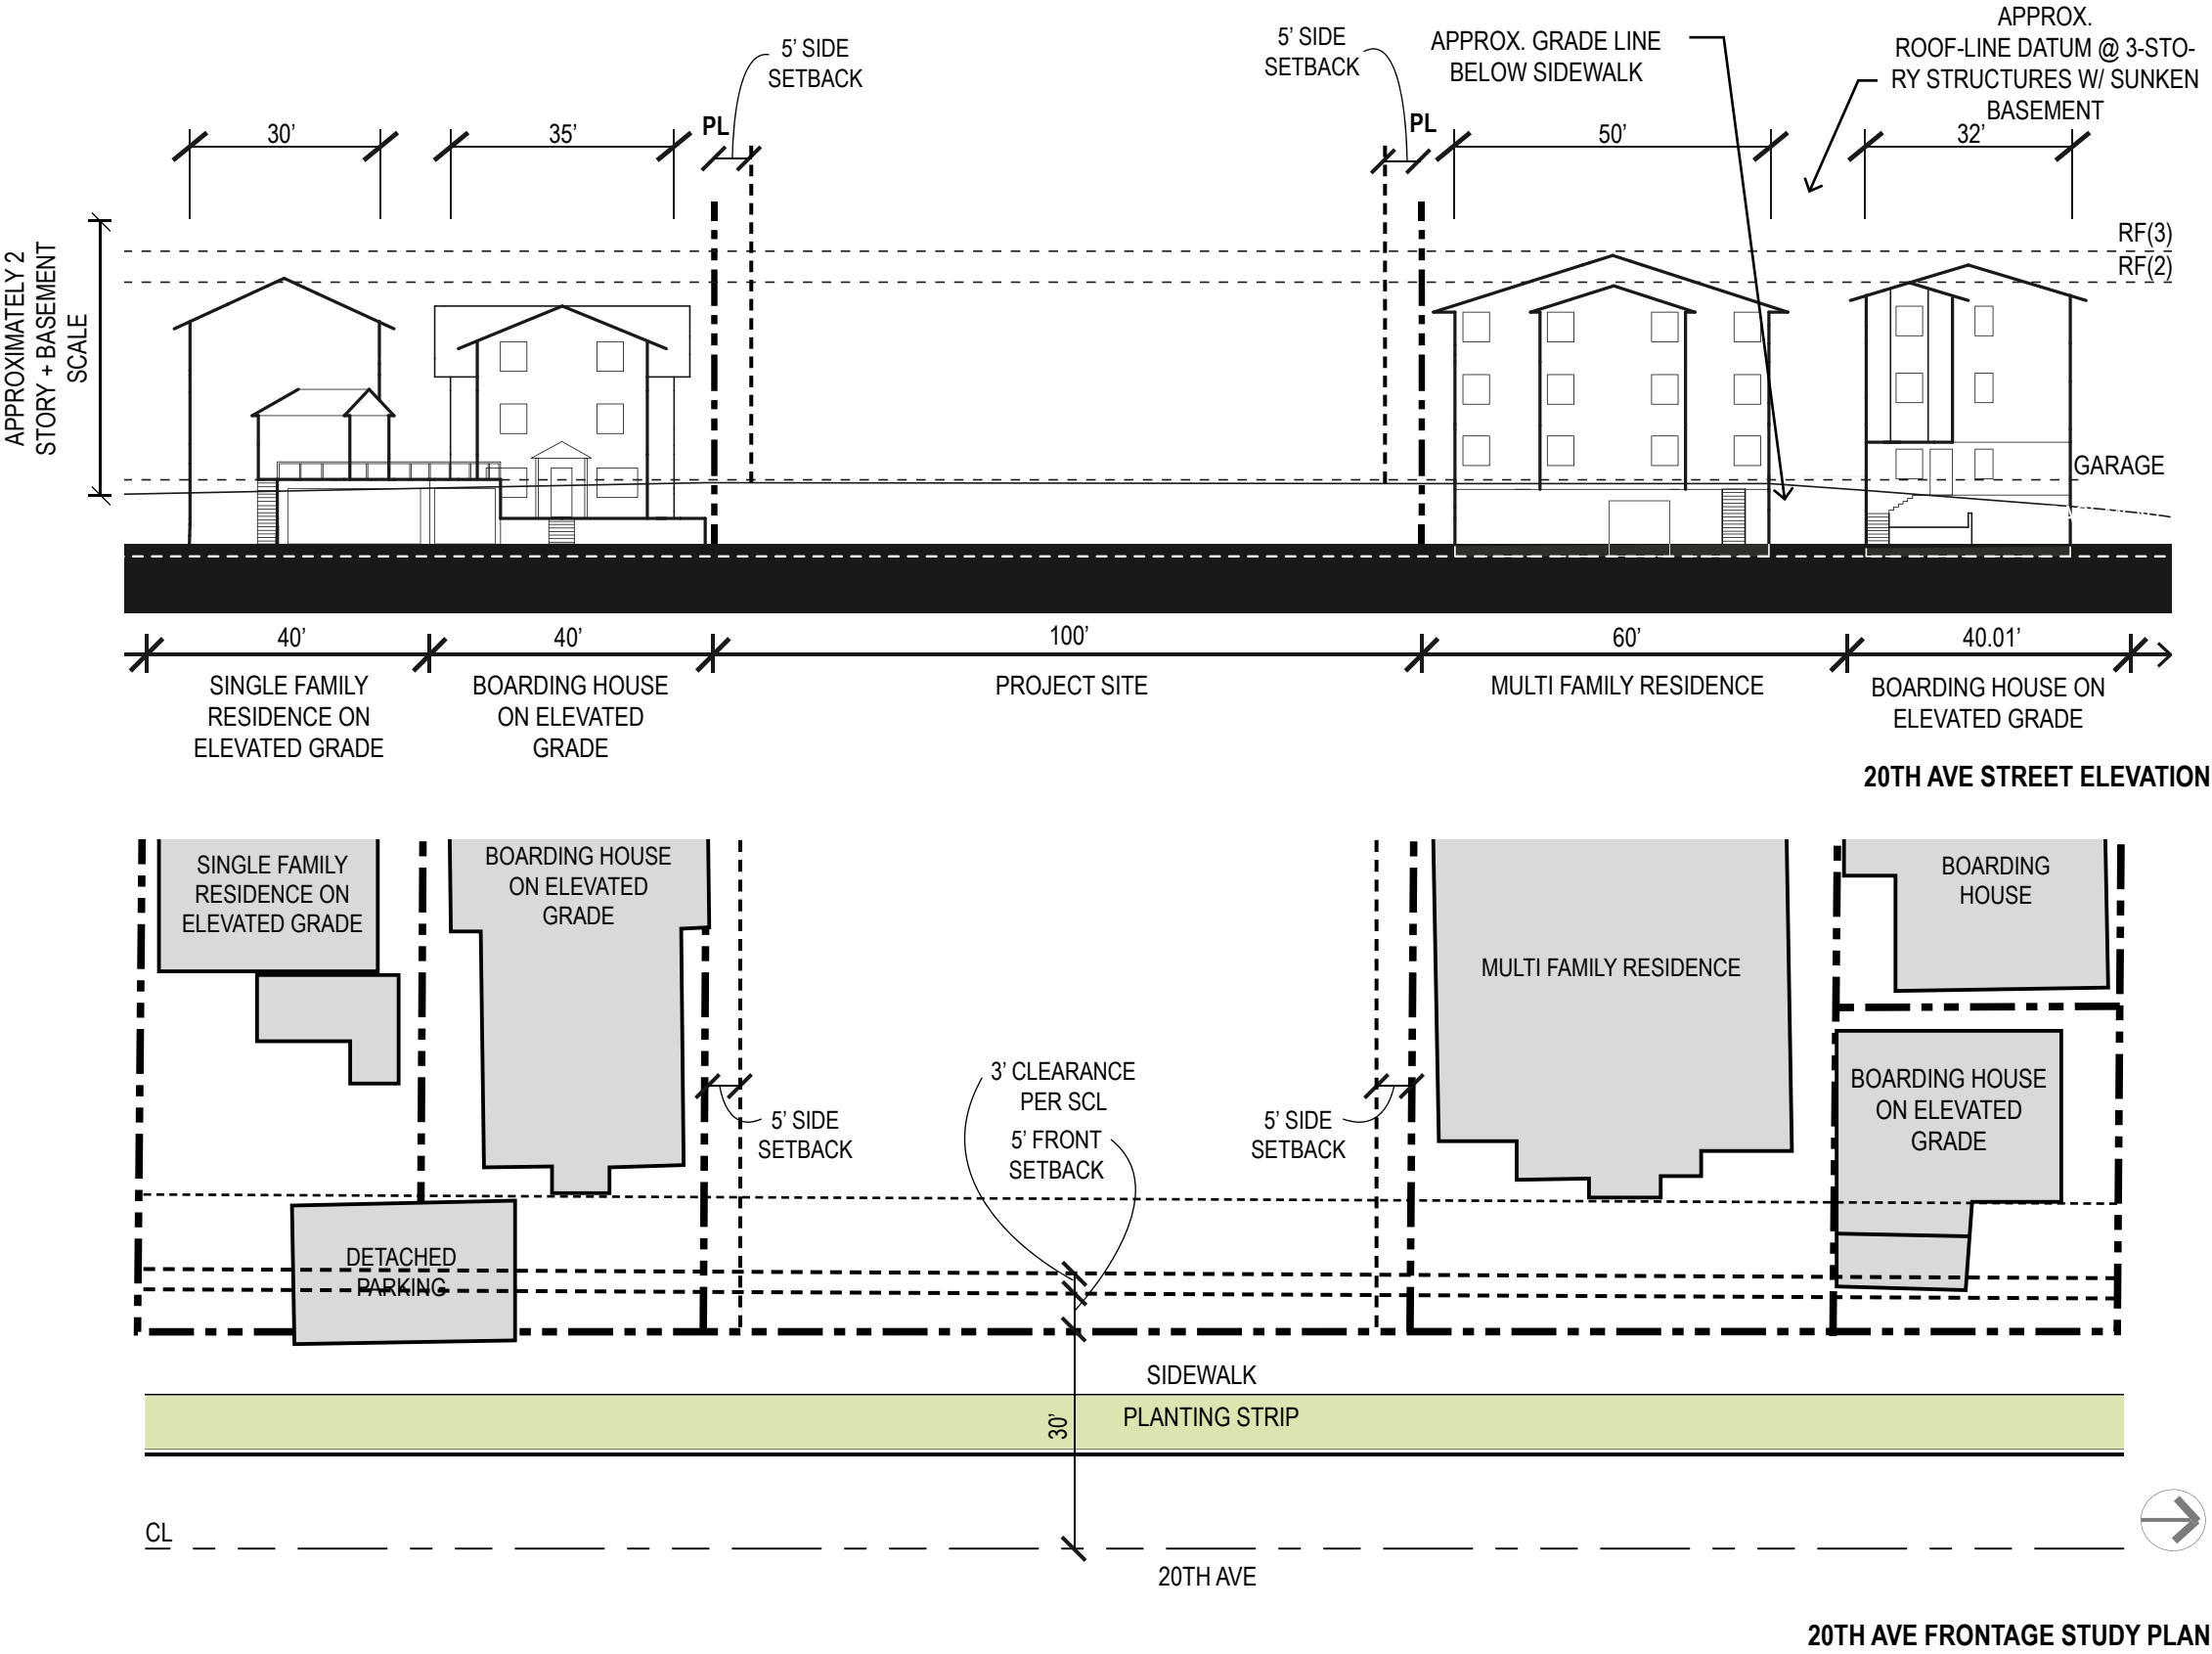 APPROX.
ROOF-LINE DATUM @ 3-STO-
RY STRUCTURES W/ SUNKEN
BASEMENT
5’ SIDE
SETBACK
5’ SIDE
SETBACK
APPROX. GRADE LINE
BELOW SIDEWALK
30’
35’
PL
PL
50’
32’
APPROXIMATELY 2
STORY + BASEMENT
SCALE
RF(3)
RF(2)
GARAGE
40’
40’
100’
60’
40.01’
SINGLE FAMILY
RESIDENCE ON
ELEVATED GRADE
BOARDING HOUSE
ON ELEVATED
GRADE
PROJECT SITE
MULTI FAMILY RESIDENCE
BOARDING HOUSE ON
ELEVATED GRADE
20TH AVE STREET ELEVATION
SINGLE FAMILY
RESIDENCE ON
ELEVATED GRADE
BOARDING HOUSE
ON ELEVATED
GRADE
MULTI FAMILY RESIDENCE
BOARDING
HOUSE
BOARDING HOUSE
ON ELEVATED
GRADE
5’ SIDE
SETBACK
3’ CLEARANCE
PER SCL
5’ FRONT
SETBACK
5’ SIDE
SETBACK
DETACHED
PARKING
SIDEWALK
PLANTING STRIP
30’
CL
20TH AVE
20TH AVE FRONTAGE STUDY PLAN